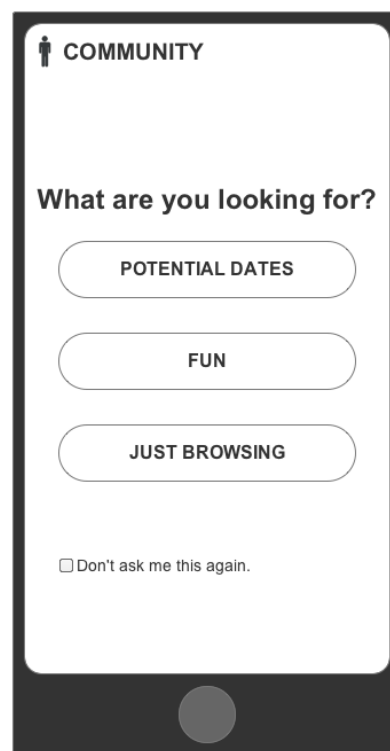 COMMUNITY
What are you looking for?
POTENTIAL DATES
FUN
JUST BROWSING
Don't ask me this again.